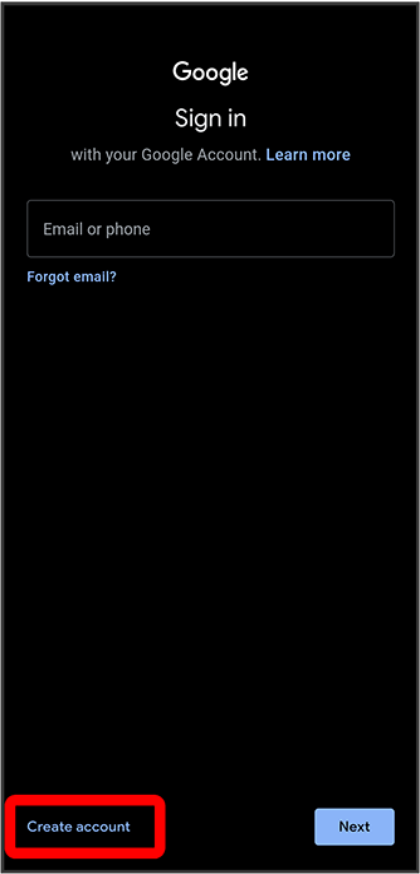 Google
Sign in
with your Google Account. Learn more
Email or phone
Forgot email?
Create account
Next